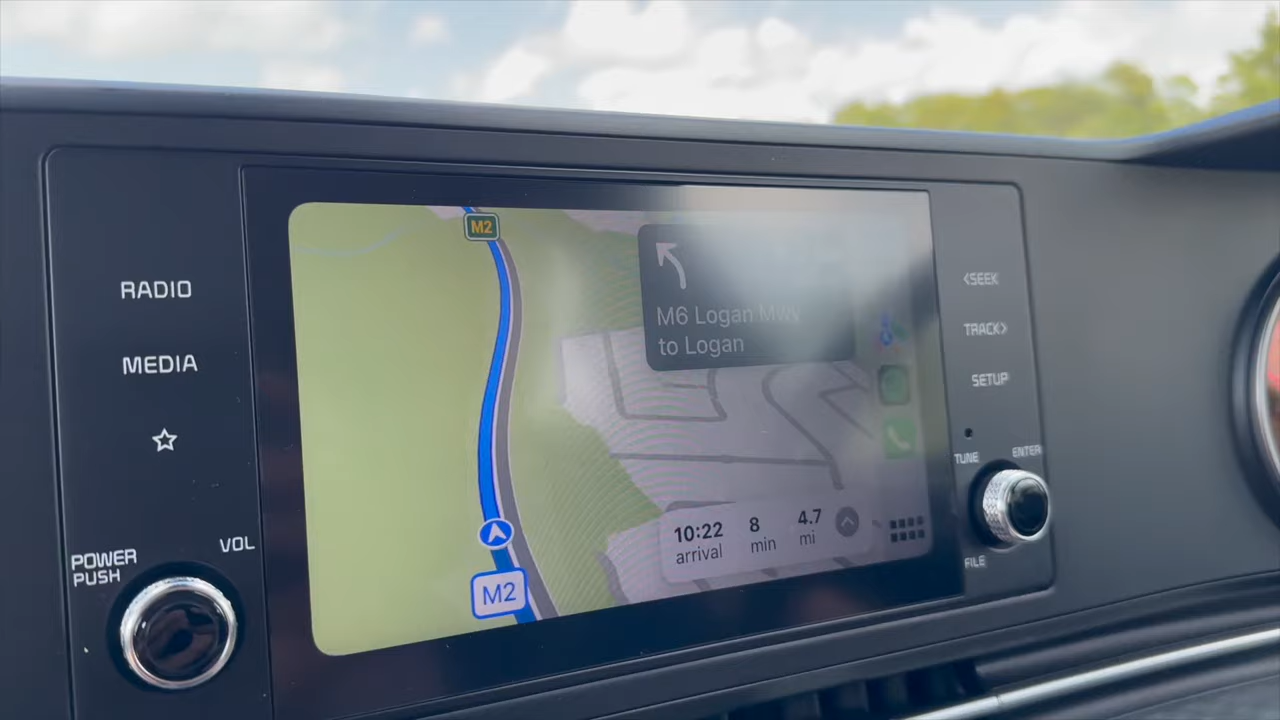 RADIO
MEDIA
POWER
PUSH
VOL
M2
M6 Logan Mwy
to Logan
10:22
arrival
8
min
4.7
mi
M2
<SEEK
TRACK>
SETUP
TUNE
ENTER
FILE